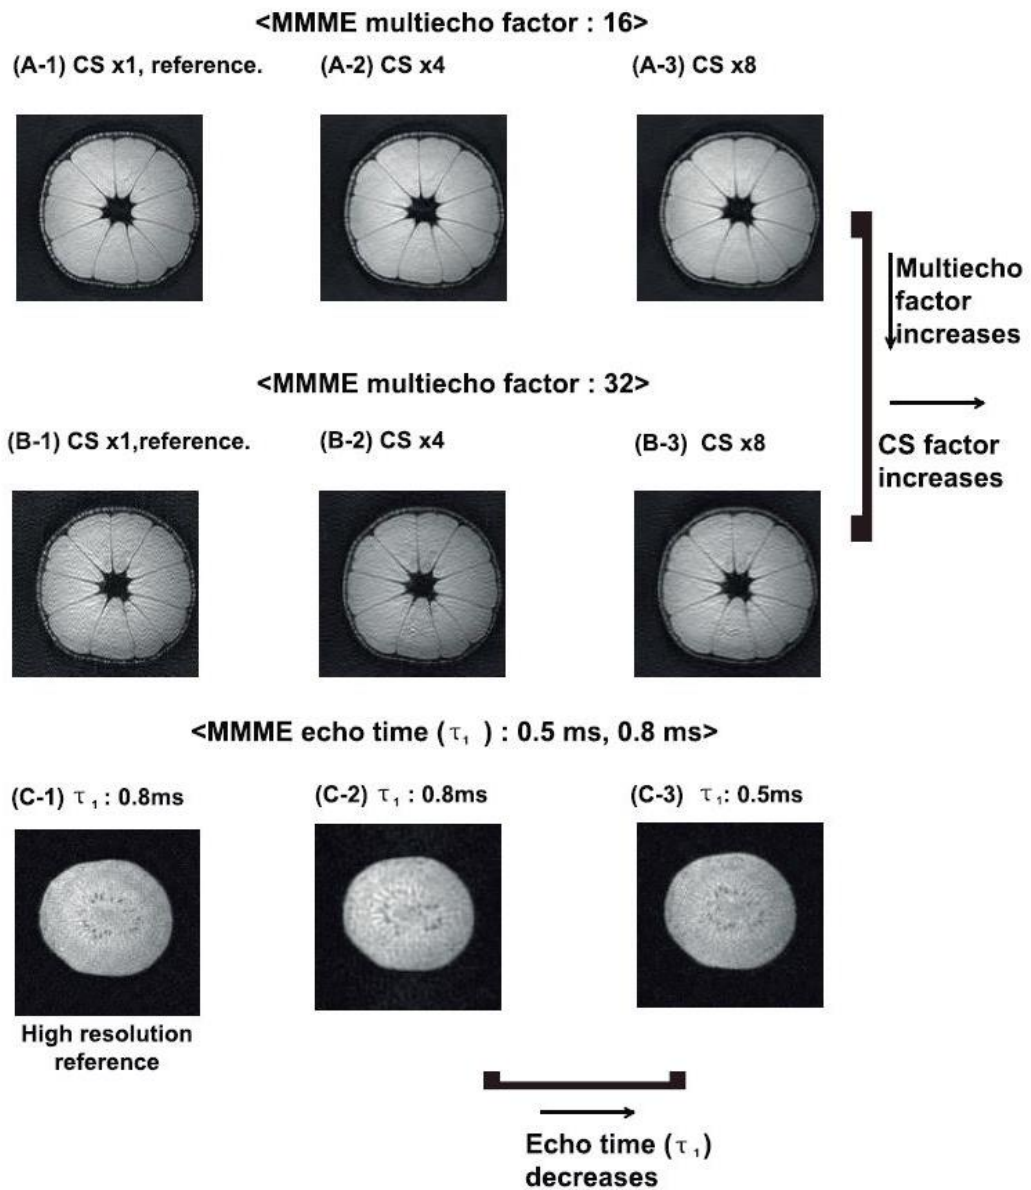 <MMME multiecho factor : 16>
(A-1) CS x1, reference.
(A-2) CS x4
(A-3) CS x8
Multiecho
factor
increases
<MMME multiecho factor : 32>
CS factor
increases
(B-1) CS x1,reference.
(B-2) CS x4
(B-3) CS x8
<MMME echo time (τ₁ ) : 0.5 ms, 0.8 ms>
(C-1) τ₁ : 0.8ms
(C-2) τ₁ : 0.8ms
(C-3) τ₁: 0.5ms
High resolution
reference
Echo time (τ₁)
decreases